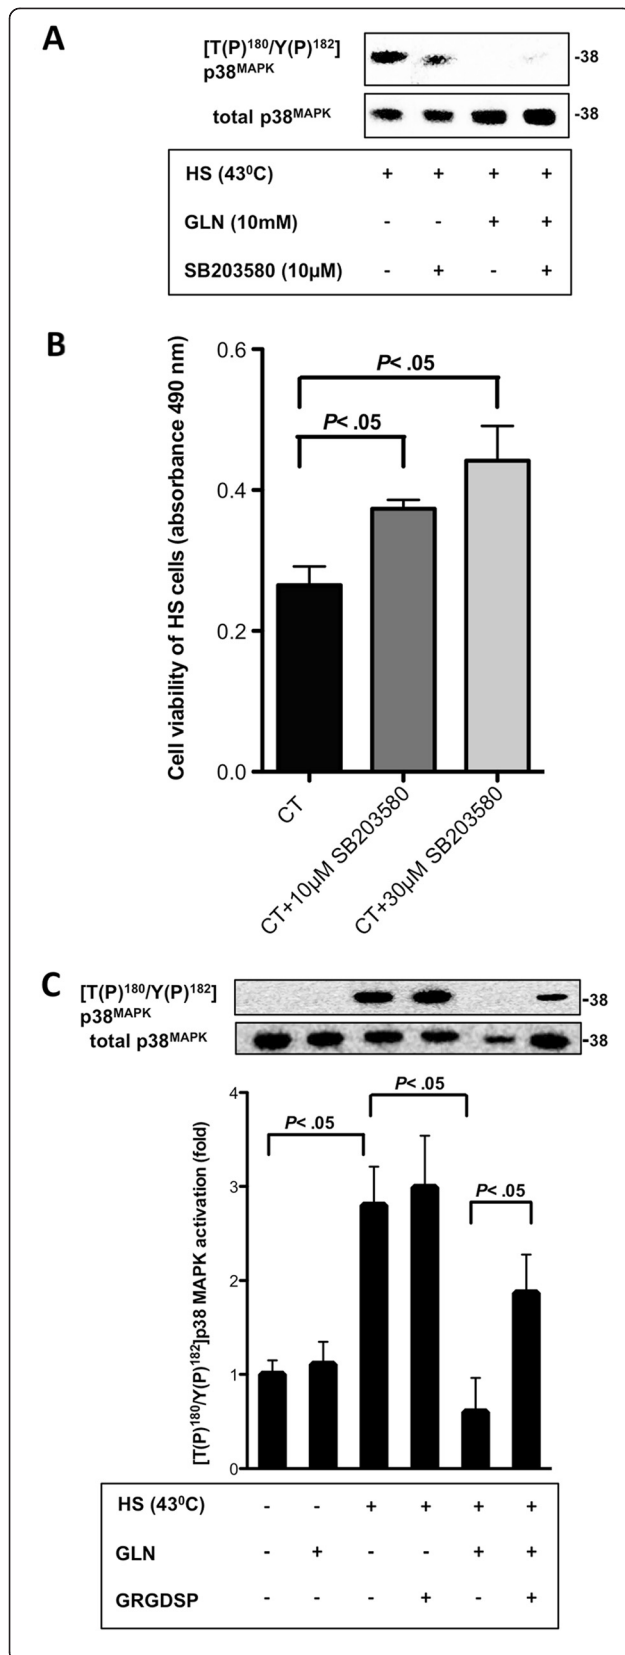 A
[T(P)180/Y(P)182] -38
p38MAPK
total p38MAPK -38
HS (43⁰C) + + + +
GLN (10mM) - - + +
SB203580 (10µM) - + - +
B
Cell viability of HS cells (absorbance 490 nm)
0.6
0.4
0.2
0.0
P< .05
P< .05
CT
CT+10µM SB203580
CT+30µM SB203580
C
[T(P)180/Y(P)182] -38
p38MAPK
total p38MAPK -38
[T(P)180/Y(P)182]p38 MAPK activation (fold)
4
3
2
1
0
P< .05
P< .05
P< .05
HS (43⁰C) - - + + + +
GLN - + - - + +
GRGDSP - - - + - +